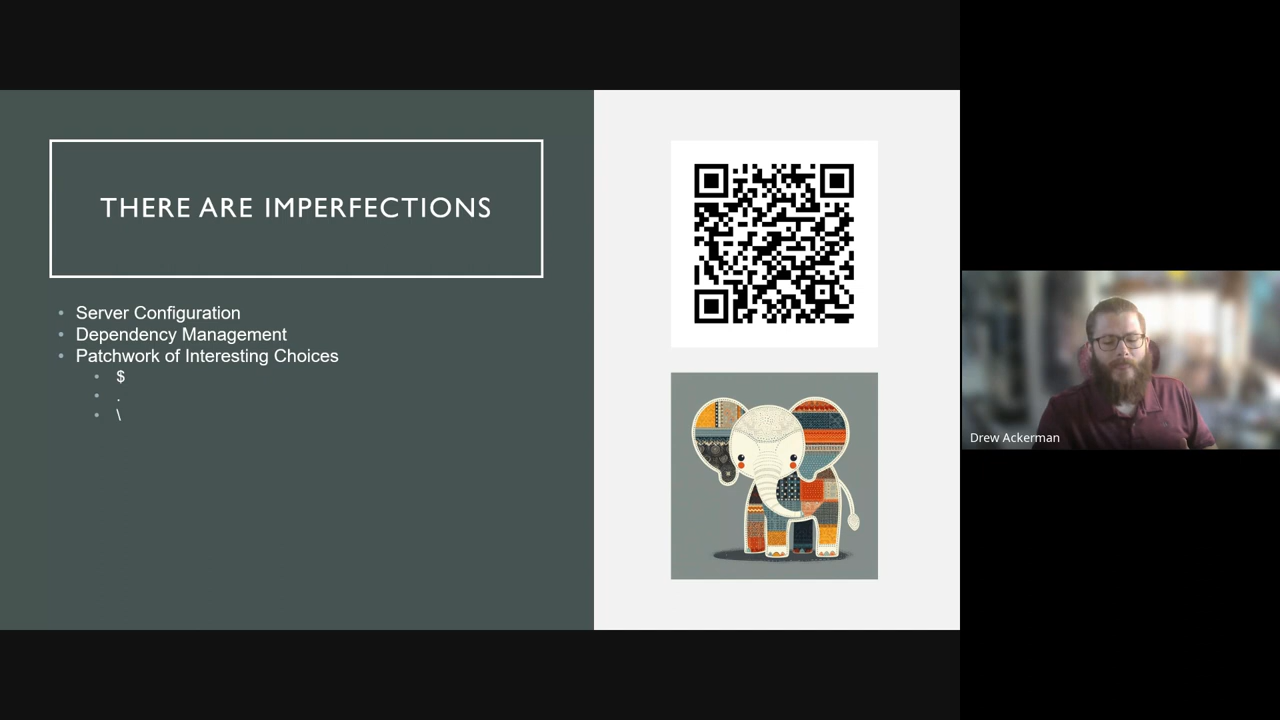 THERE ARE IMPERFECTIONS
• Server Configuration
• Dependency Management
• Patchwork of Interesting Choices
• $
• .
• \
Drew Ackerman